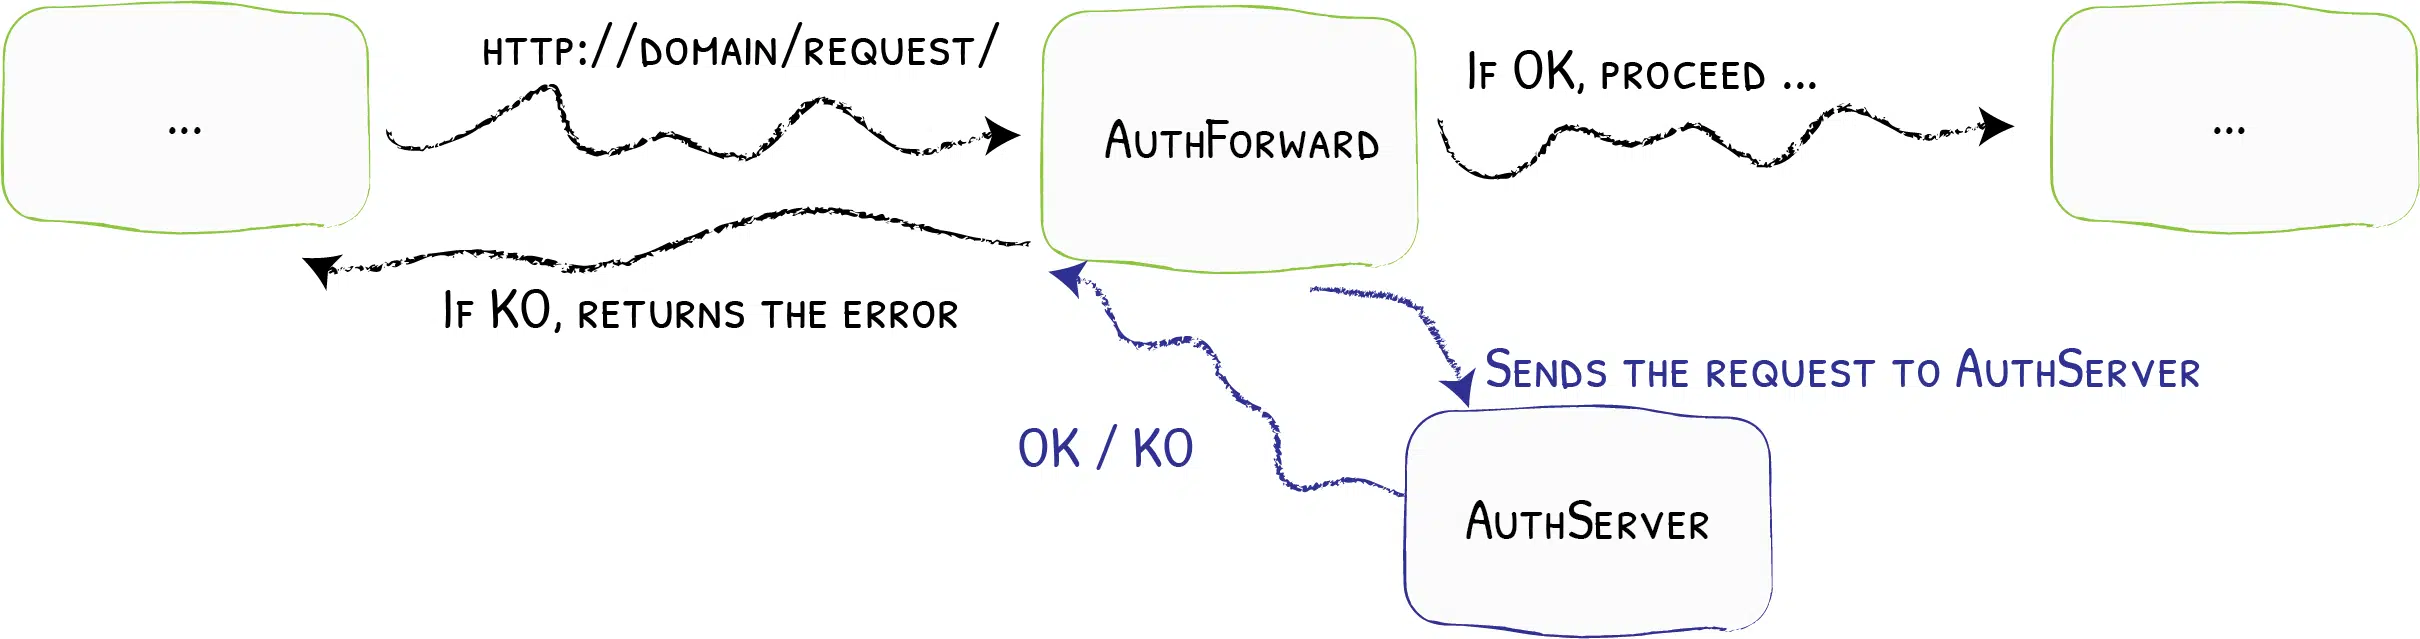 ...
HTTP://DOMAIN/REQUEST/
AUTHFORWARD
IF OK, PROCEED ...
...
IF KO, RETURNS THE ERROR
SENDS THE REQUEST TO AUTHSERVER
OK / KO
AUTHSERVER